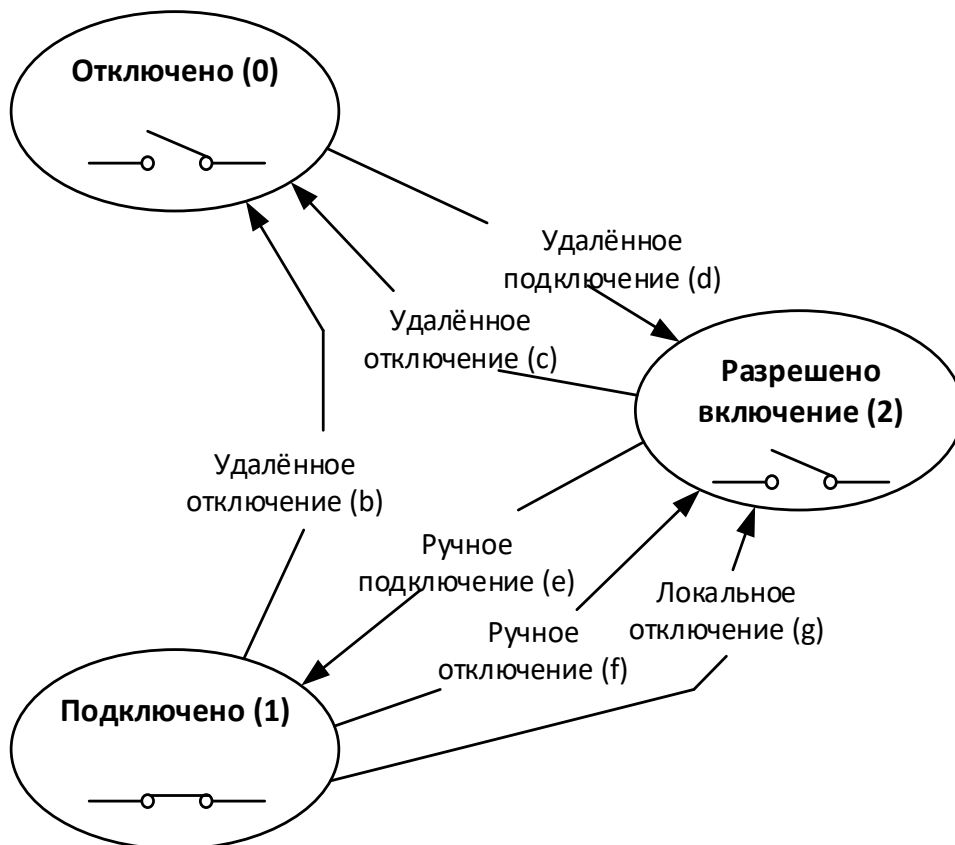 Отключено (0)
Удалённое
подключение (d)
Удалённое
отключение (c)
Разрешено
включение (2)
Удалённое
отключение (b)
Ручное
подключение (e)
Локальное
отключение (g)
Ручное
отключение (f)
Подключено (1)